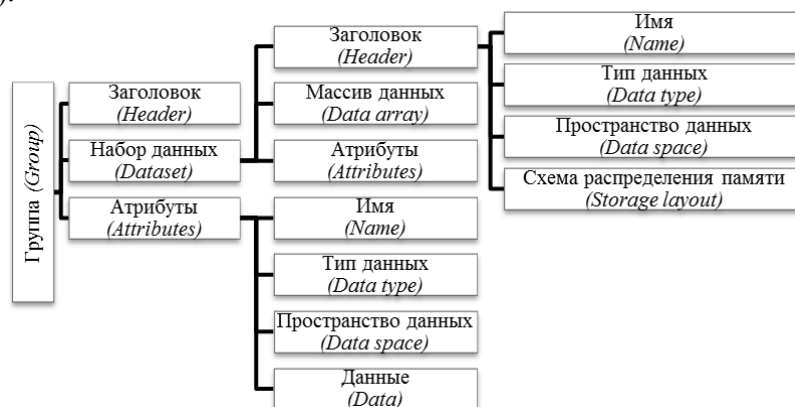 ).
Группа (Group)
Заголовок
(Header)
Набор данных
(Dataset)
Атрибуты
(Attributes)
Заголовок
(Header)
Массив данных
(Data array)
Атрибуты
(Attributes)
Имя
(Name)
Тип данных
(Data type)
Пространство данных
(Data space)
Данные
(Data)
Имя
(Name)
Тип данных
(Data type)
Пространство данных
(Data space)
Схема распределения памяти
(Storage layout)